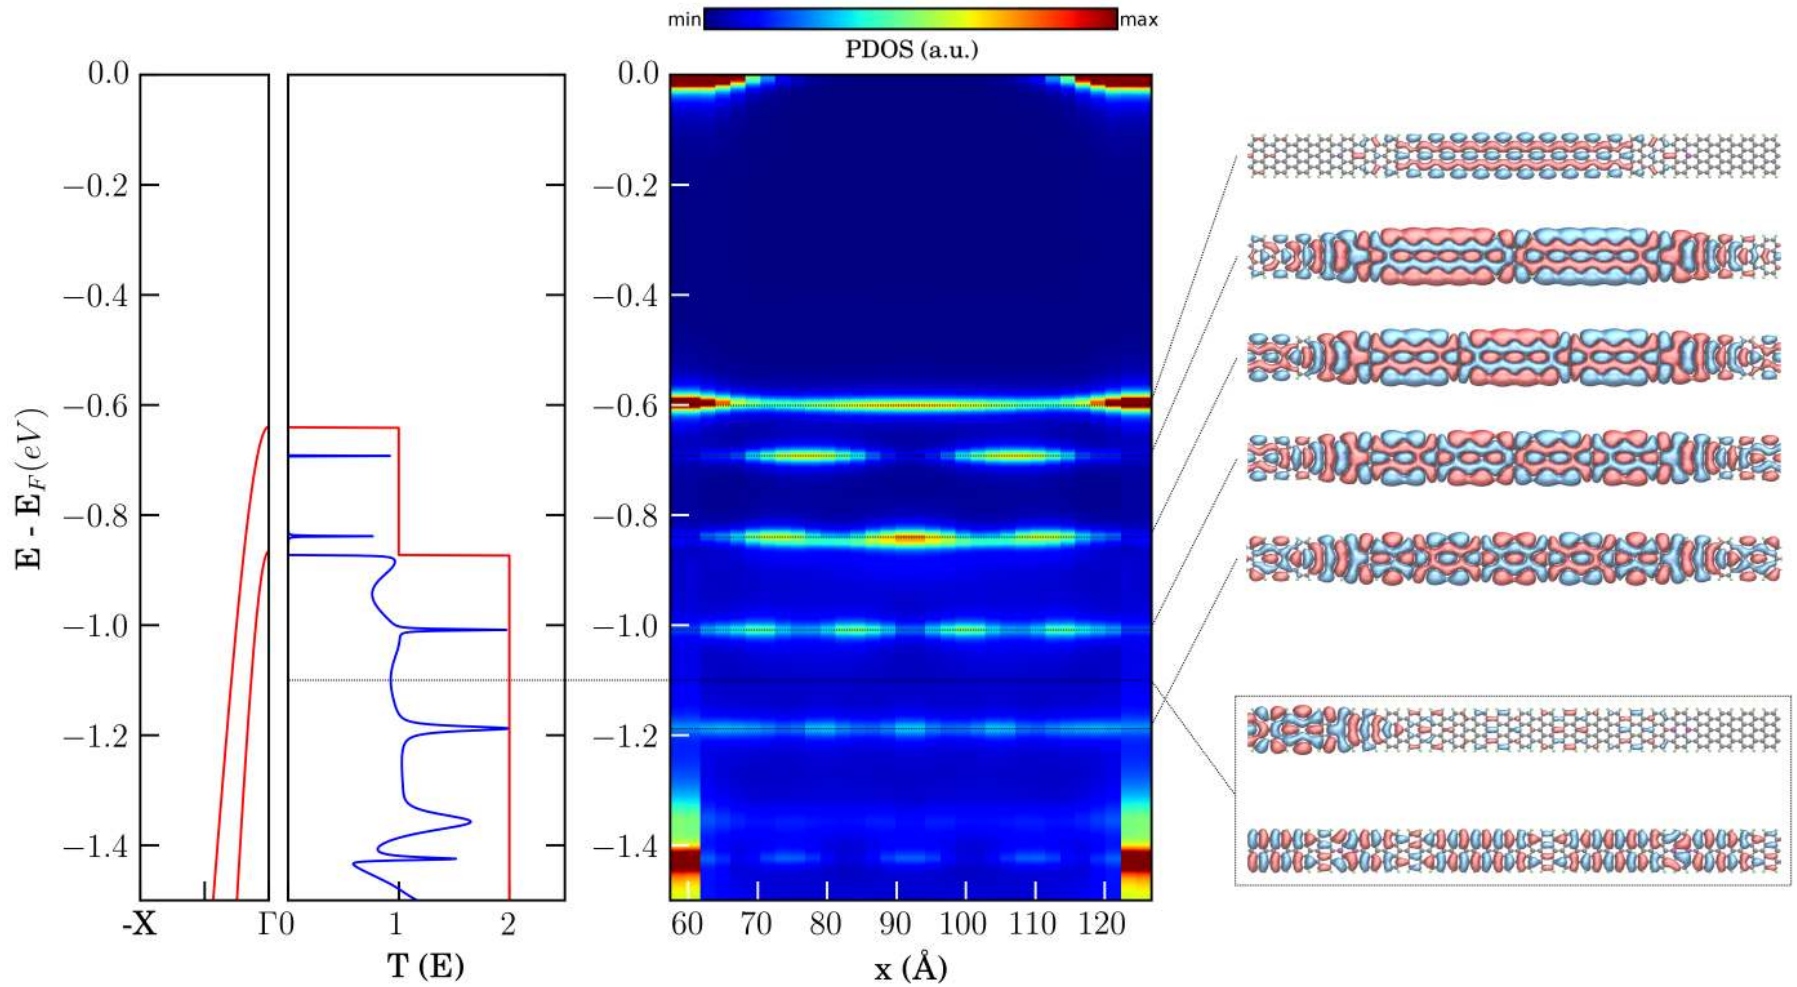 min max
PDOS (a.u.)
0.0 0.0
−0.2 −0.2
−0.4 −0.4
−0.6 −0.6
−0.8 −0.8
−1.0 −1.0
−1.2 −1.2
−1.4 −1.4
E - E_F(eV)
-X Γ 0 1 2 60 70 80 90 100 110 120
T (E) x (Å)